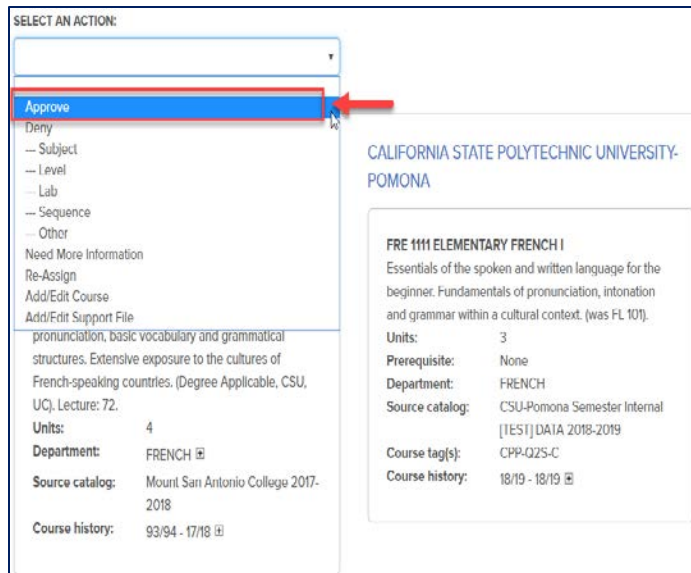 SELECT AN ACTION:
Approve
Deny
--- Subject
--- Level
--- Lab
--- Sequence
--- Other
Need More Information
Re-Assign
Add/Edit Course
Add/Edit Support File
pronunciation, basic vocabulary and grammatical
structures. Extensive exposure to the cultures of
French-speaking countries. (Degree Applicable, CSU,
UC). Lecture: 72.
Units: 4
Department: FRENCH
Source catalog: Mount San Antonio College 2017-
2018
Course history: 93/94 - 17/18
CALIFORNIA STATE POLYTECHNIC UNIVERSITY-
POMONA
FRE 1111 ELEMENTARY FRENCH I
Essentials of the spoken and written language for the
beginner. Fundamentals of pronunciation, intonation
and grammar within a cultural context. (was FL 101).
Units: 3
Prerequisite: None
Department: FRENCH
Source catalog: CSU-Pomona Semester Internal
[TEST] DATA 2018-2019
Course tag(s): CPP-Q2S-C
Course history: 18/19 - 18/19